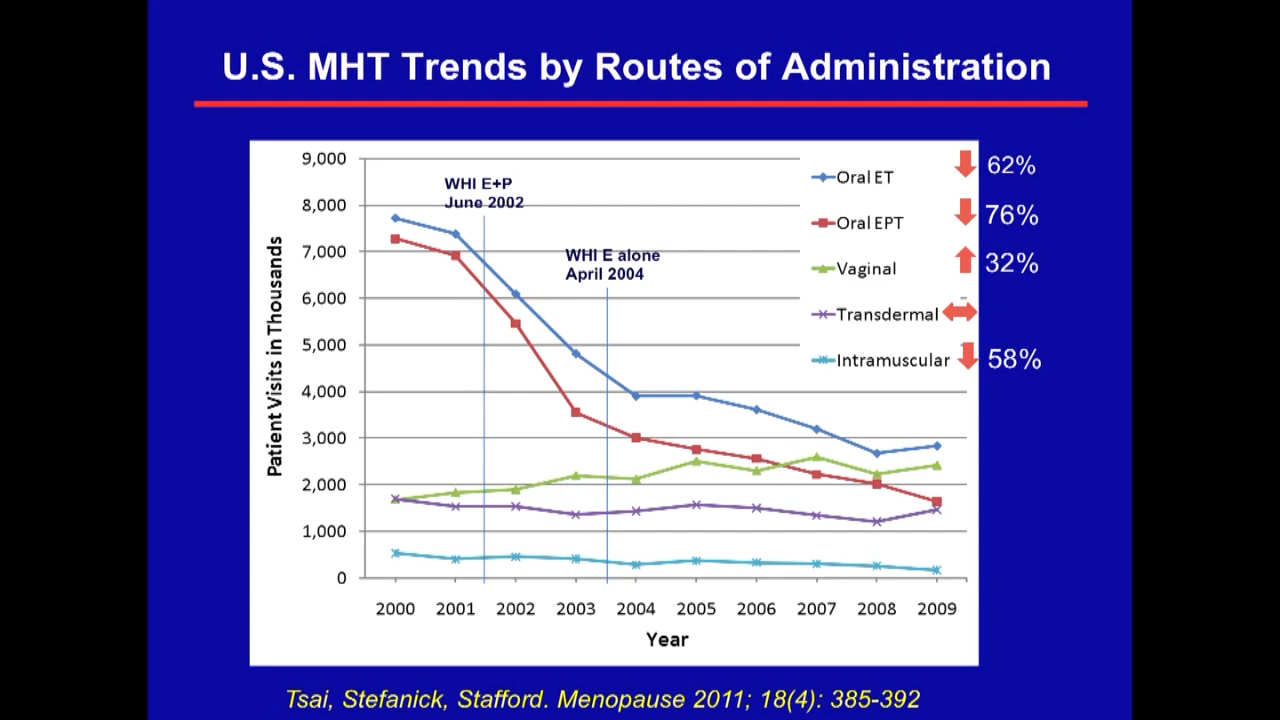 U.S. MHT Trends by Routes of Administration
9,000
8,000
7,000
6,000
5,000
4,000
3,000
2,000
1,000
0
Patient Visits in Thousands
WHI E+P
June 2002
WHI E alone
April 2004
Oral ET 62%
Oral EPT 76%
Vaginal 32%
Transdermal
Intramuscular 58%
2000 2001 2002 2003 2004 2005 2006 2007 2008 2009
Year
Tsai, Stefanick, Stafford. Menopause 2011; 18(4): 385-392